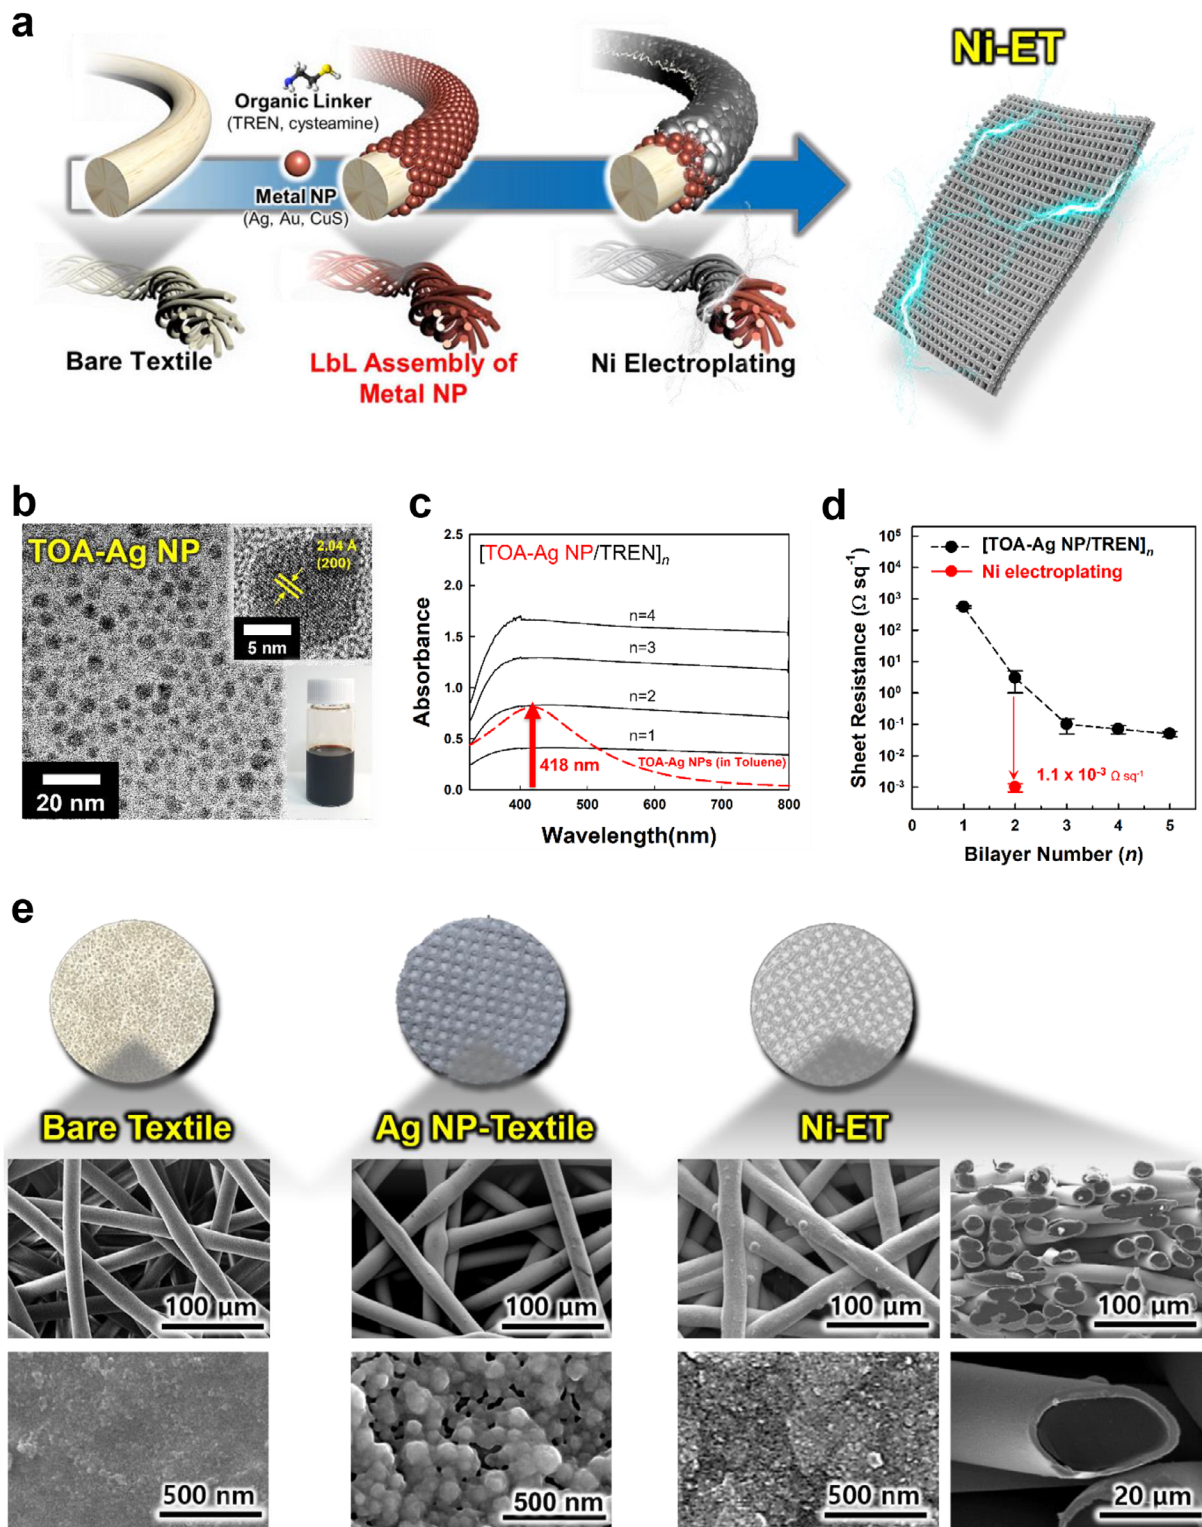 a
Ni-ET
Organic Linker
(TREN, cysteamine)
Metal NP
(Ag, Au, CuS)
Bare Textile
LbL Assembly of
Metal NP
Ni Electroplating
b
TOA-Ag NP
2.04 Å
(200)
5 nm
20 nm
c
[TOA-Ag NP/TREN]n
2.5
2.0
1.5
1.0
0.5
0.0
Absorbance
n=4
n=3
n=2
n=1
418 nm
TOA-Ag NPs (in Toluene)
400 500 600 700 800
Wavelength(nm)
d
[TOA-Ag NP/TREN]n
Ni electroplating
10⁵
10⁴
10³
10²
10¹
10⁰
10⁻¹
10⁻²
10⁻³
Sheet Resistance (Ω sq⁻¹)
1.1 x 10⁻³ Ω sq⁻¹
0 1 2 3 4 5
Bilayer Number (n)
e
Bare Textile
Ag NP-Textile
Ni-ET
100 μm
100 μm
100 μm
100 μm
500 nm
500 nm
500 nm
20 μm